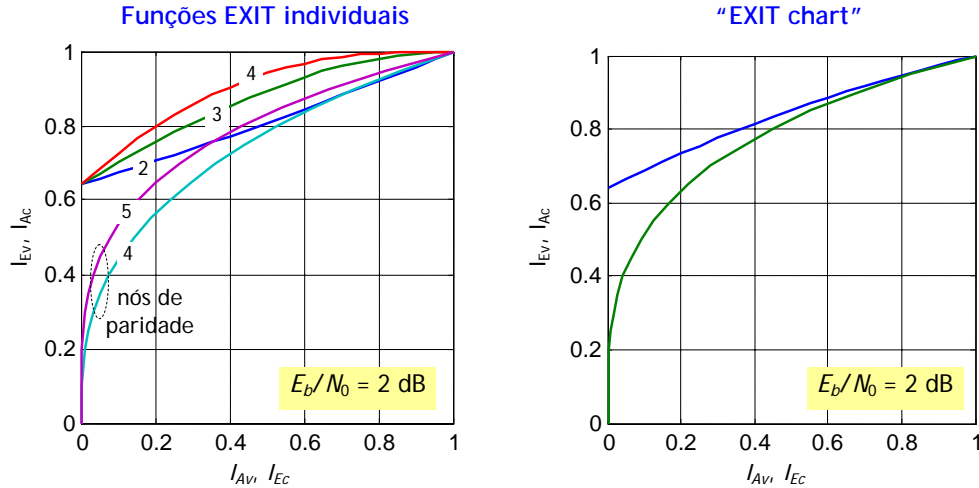 Funções EXIT individuais
1
0.8
0.6
0.4
0.2
0
I_Ev, I_Ac
4
3
2
5
4
nós de
paridade
E_b/N_0 = 2 dB
0 0.2 0.4 0.6 0.8 1
I_Av, I_Ec
“EXIT chart”
1
0.8
0.6
0.4
0.2
0
I_Ev, I_Ac
E_b/N_0 = 2 dB
0 0.2 0.4 0.6 0.8 1
I_Av, I_Ec